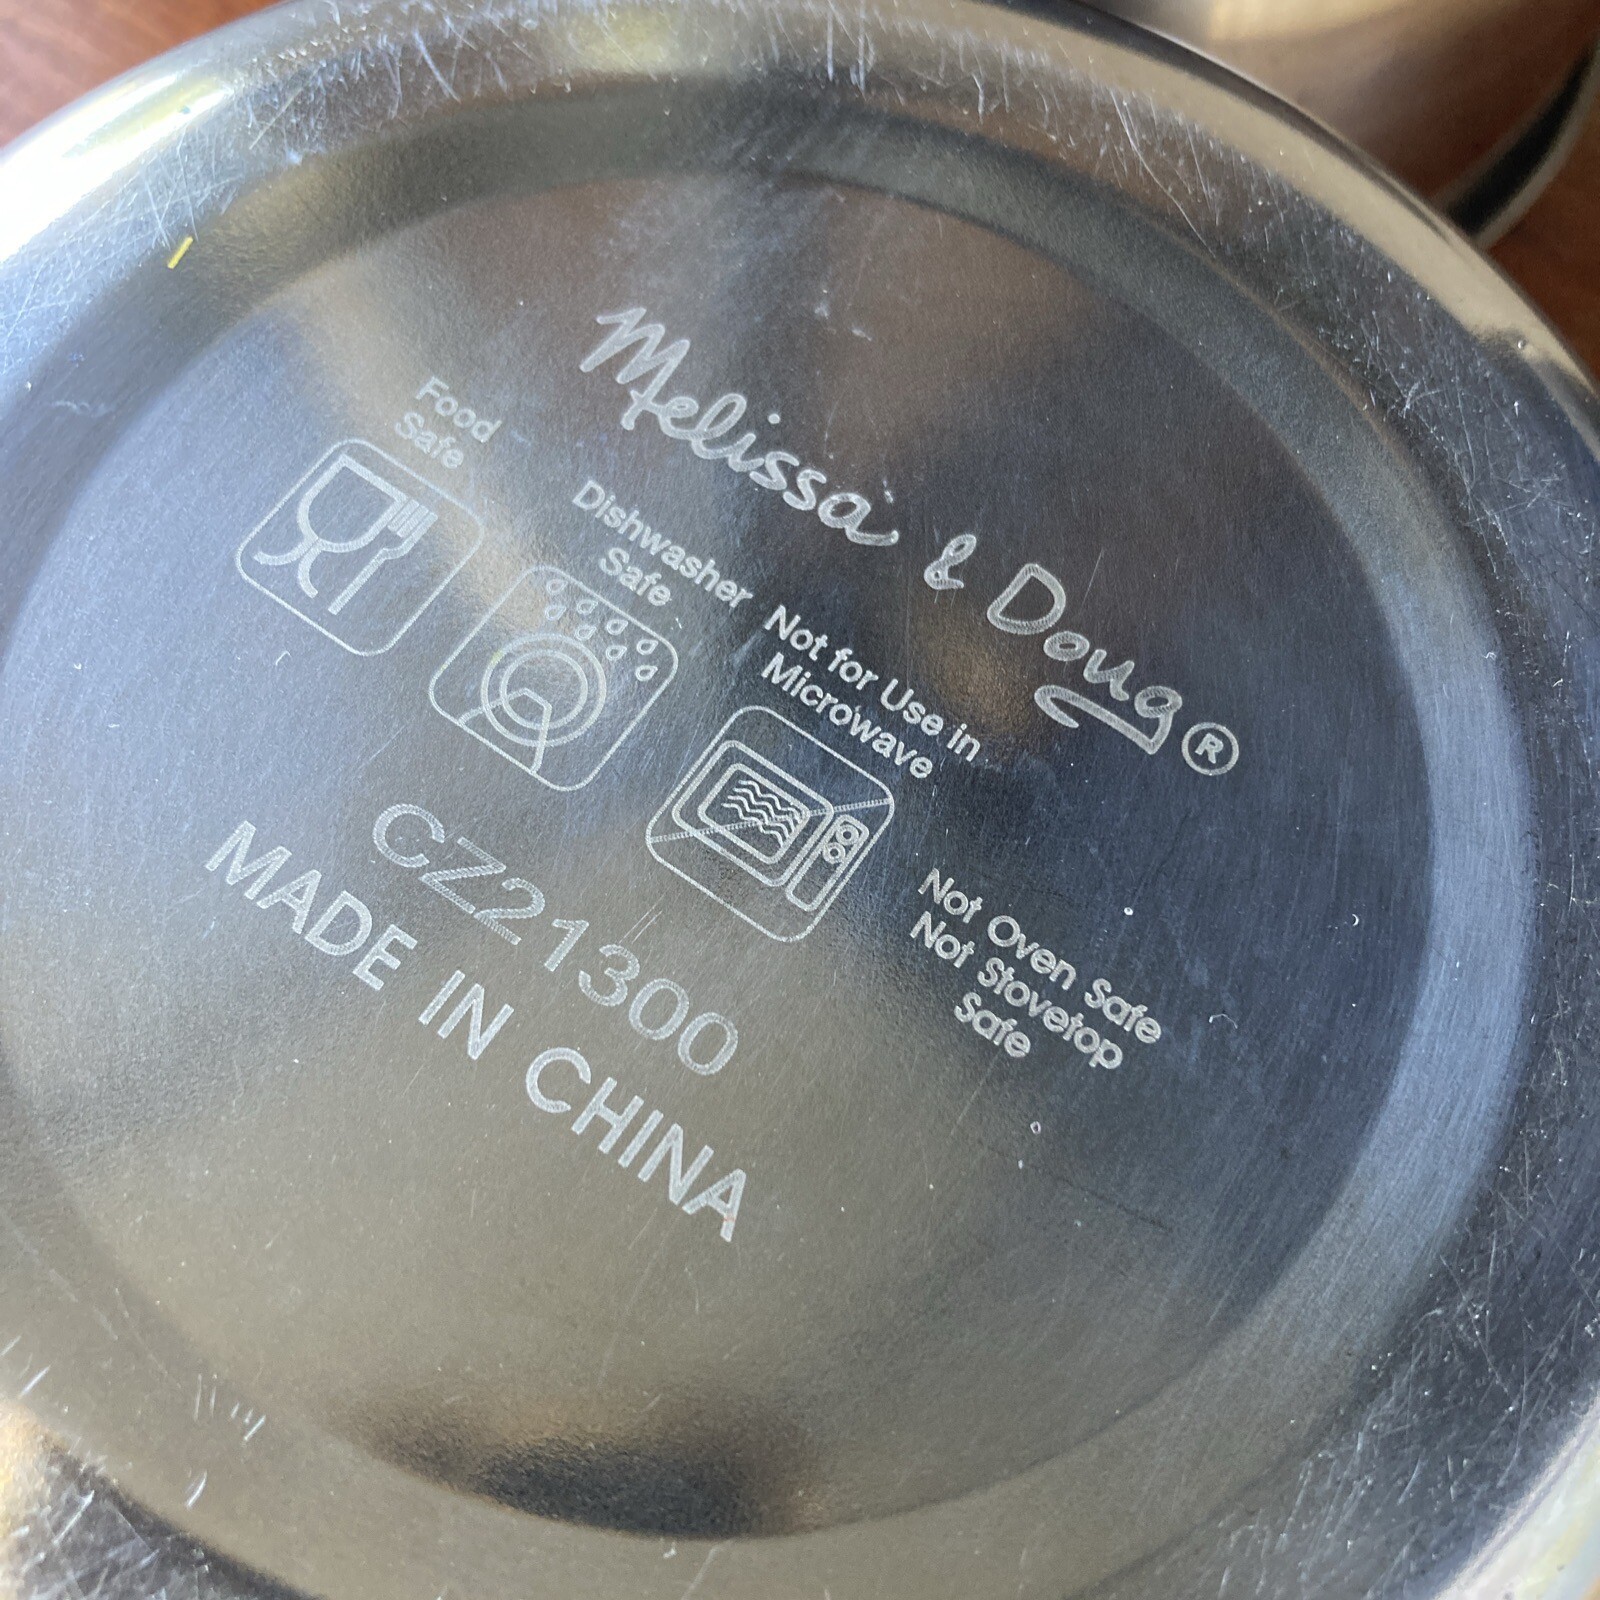 Melissa & Doug®
Food
Safe
Dishwasher
Safe
Not for Use in
Microwave
Not Oven Safe
Not Stovetop
Safe
CZ21300
MADE IN CHINA